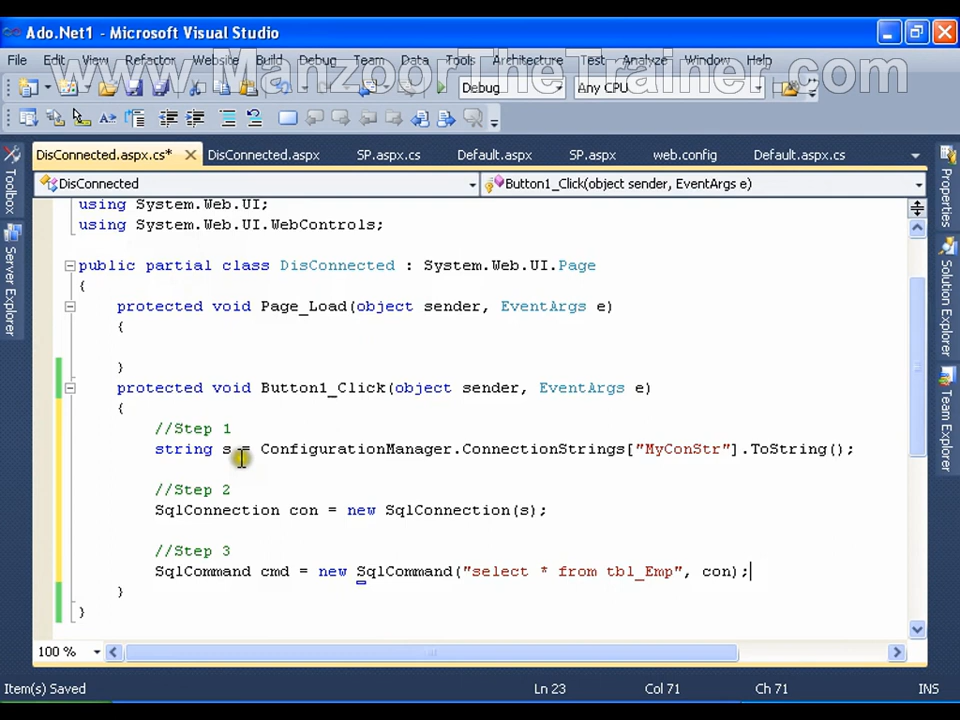 Ado.Net1 - Microsoft Visual Studio
File Edit View Refactor Website Build Debug Team Data Tools Architecture Test Analyze Window Help
www.ManzoorTheTrainer.com
Debug Any CPU
DisConnected.aspx.cs* DisConnected.aspx SP.aspx.cs Default.aspx SP.aspx web.config Default.aspx.cs
DisConnected Button1_Click(object sender, EventArgs e)
Toolbox
Server Explorer
Properties
Solution Explorer
Team Explorer
using System.Web.UI;
using System.Web.UI.WebControls;
public partial class DisConnected : System.Web.UI.Page
{
protected void Page_Load(object sender, EventArgs e)
{
}
protected void Button1_Click(object sender, EventArgs e)
{
//Step 1
string s = ConfigurationManager.ConnectionStrings["MyConStr"].ToString();
//Step 2
SqlConnection con = new SqlConnection(s);
//Step 3
SqlCommand cmd = new SqlCommand("select * from tbl_Emp", con);
}
}
100 %
Item(s) Saved Ln 23 Col 71 Ch 71 INS